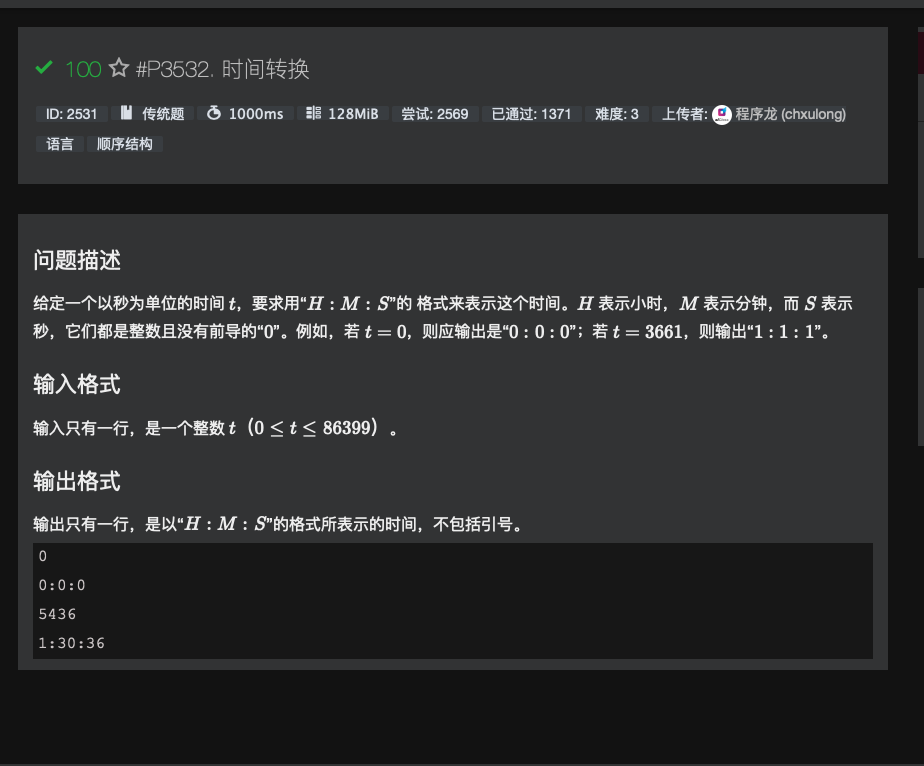 100 #P3532. 时间转换
ID: 2531 传统题 1000ms 128MiB 尝试: 2569 已通过: 1371 难度: 3 上传者: 程序龙 (chxulong)
语言 顺序结构
问题描述
给定一个以秒为单位的时间 t，要求用“H : M : S”的 格式来表示这个时间。H 表示小时，M 表示分钟，而 S 表示
秒，它们都是整数且没有前导的“0”。例如，若 t = 0，则应输出是“0 : 0 : 0”；若 t = 3661，则输出“1 : 1 : 1”。
输入格式
输入只有一行，是一个整数 t（0 ≤ t ≤ 86399）。
输出格式
输出只有一行，是以“H : M : S”的格式所表示的时间，不包括引号。
0
0:0:0
5436
1:30:36